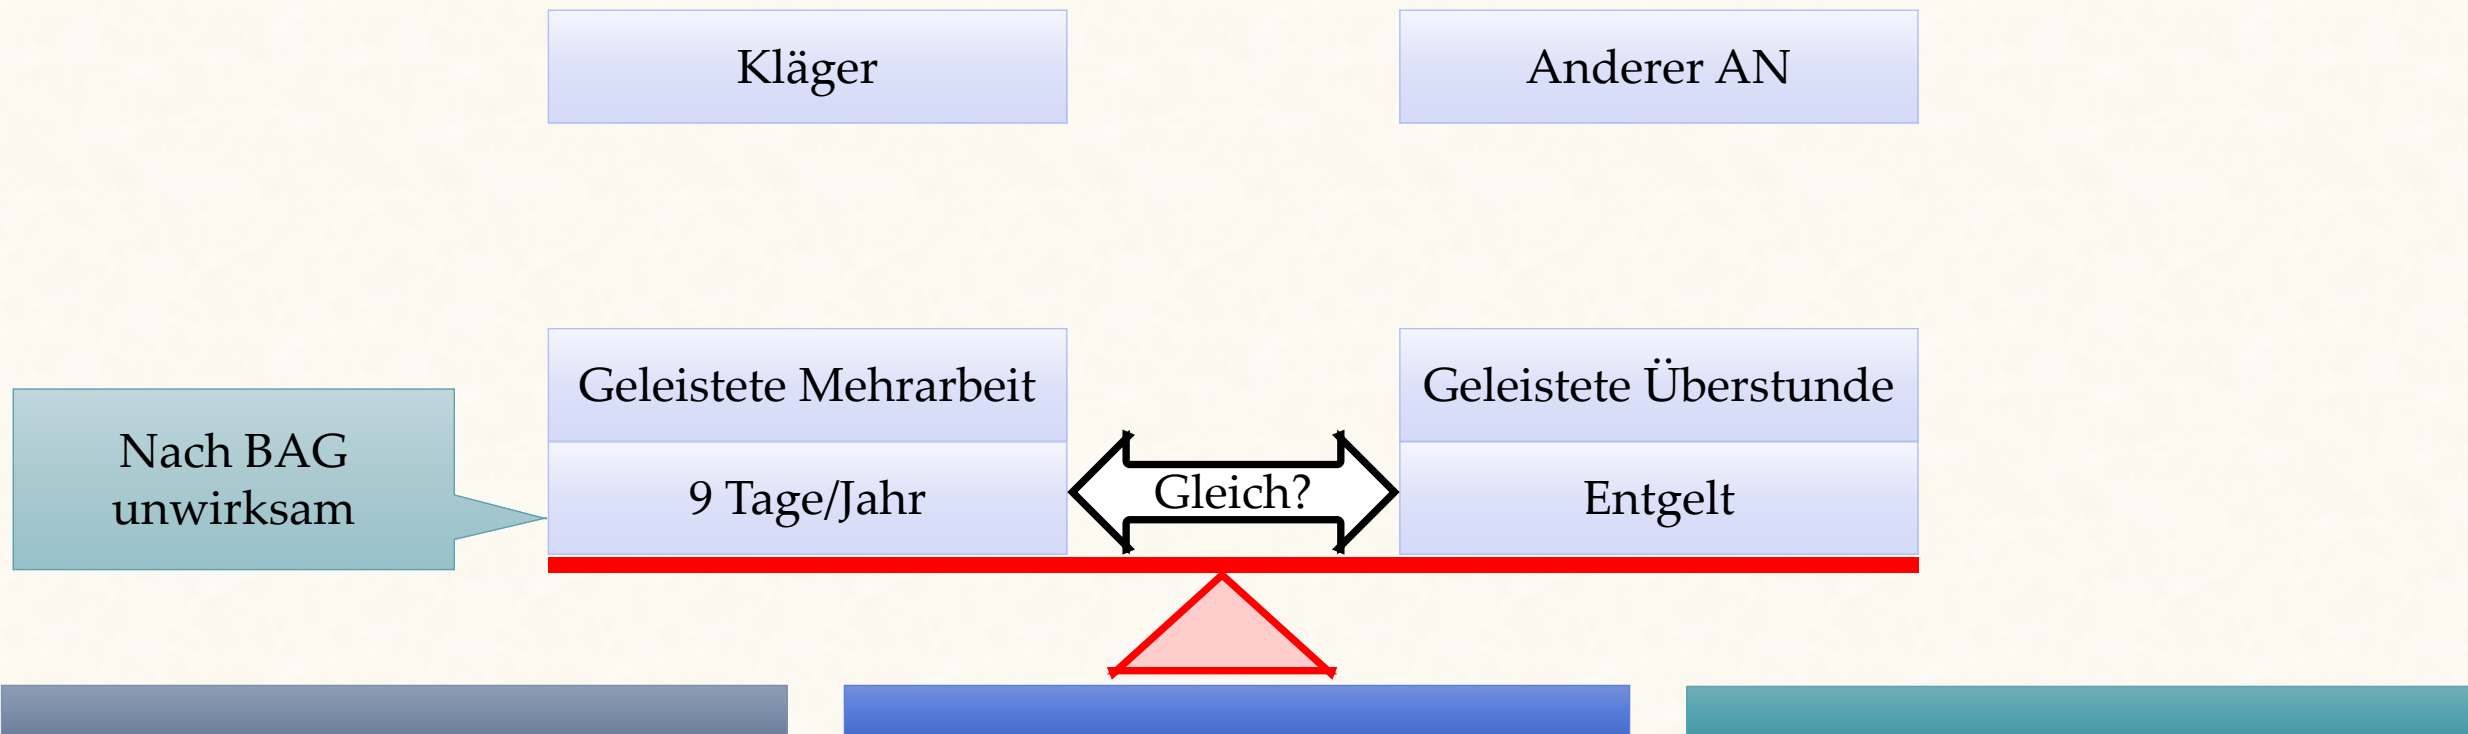 Kläger
Anderer AN
Geleistete Mehrarbeit
Geleistete Überstunde
Nach BAG
unwirksam
9 Tage/Jahr
Gleich?
Entgelt